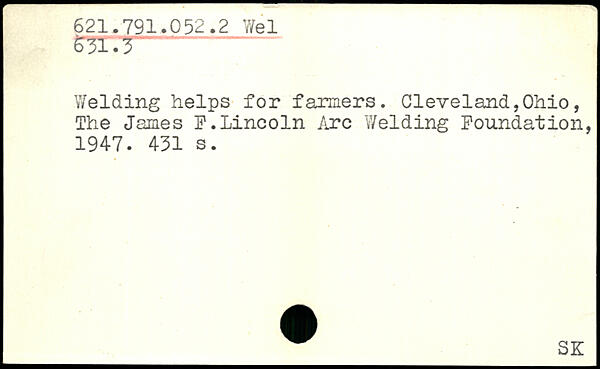 621.791.052.2 Wel
631.3
Welding helps for farmers. Cleveland,Ohio,
The James F.Lincoln Arc Welding Foundation,
1947. 431 s.
SK